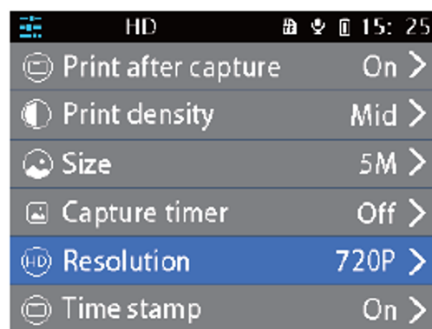 HD 15: 25
Print after capture On
Print density Mid
Size 5M
Capture timer Off
HD Resolution 720P
Time stamp On